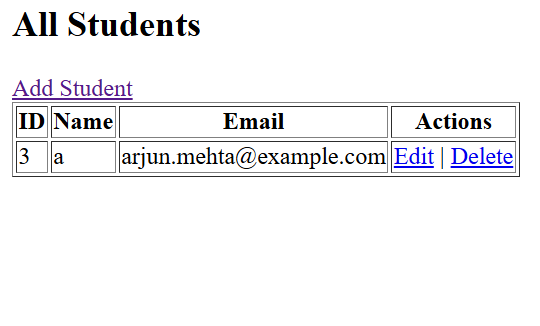 All Students
Add Student
ID Name Email Actions
3 a arjun.mehta@example.com Edit | Delete